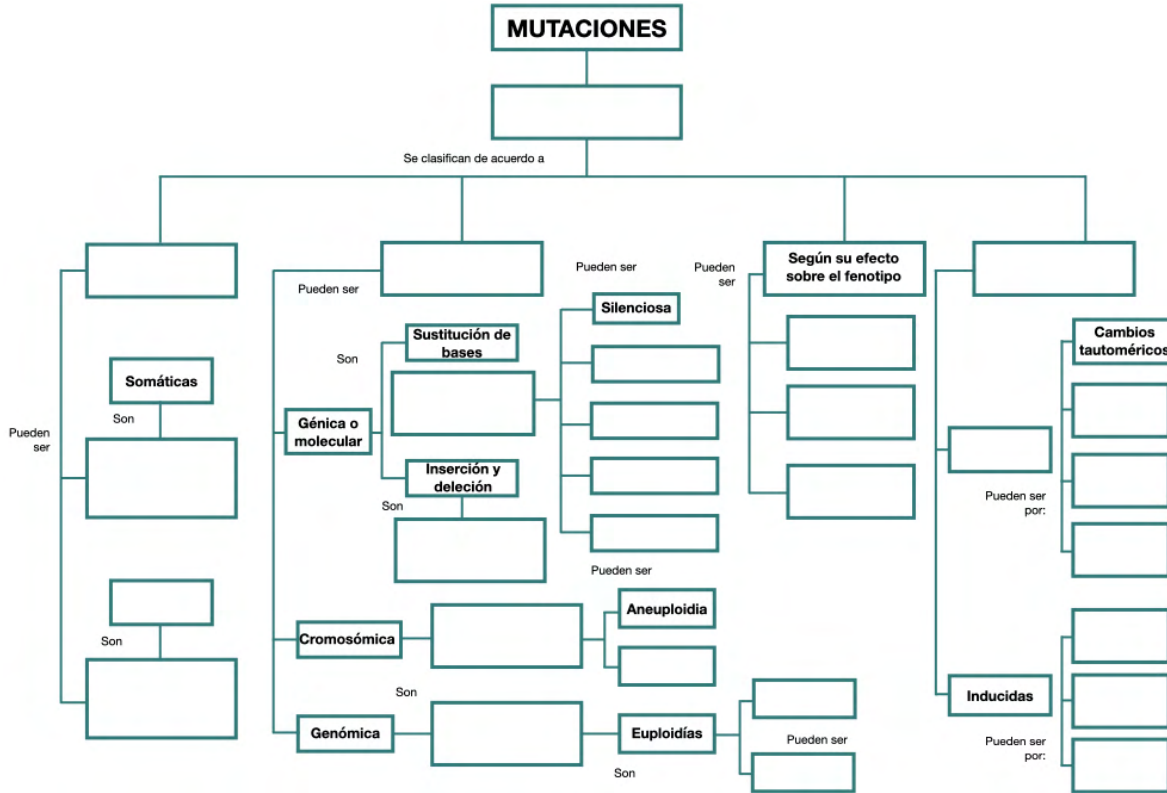 MUTACIONES
Se clasifican de acuerdo a
Pueden ser
Según su efecto
sobre el fenotipo
Pueden
ser
Pueden ser
Silenciosa
Sustitución de
bases
Son
Cambios
tautoméricos
Somáticas
Son
Pueden
ser
Génica o
molecular
Inserción y
deleción
Son
Pueden ser
por:
Pueden ser
Aneuploidia
Cromosómica
Son
Son
Genómica
Euploidías
Pueden ser
Son
Inducidas
Pueden ser
por: